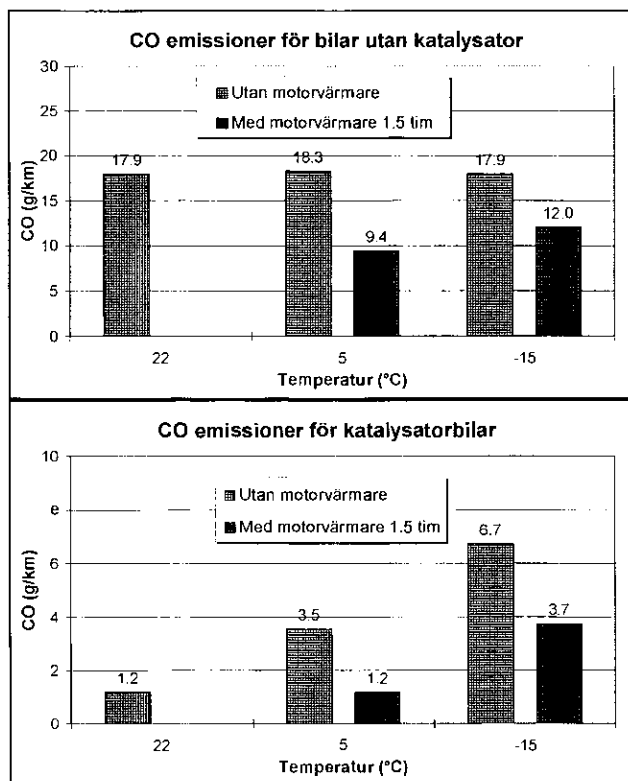 CO emissioner för bilar utan katalysator
30
25
20
15
10
5
0
CO (g/km)
Utan motorvärmare
Med motorvärmare 1.5 tim
17.9
18.3
9.4
17.9
12.0
22
5
-15
Temperatur (°C)
CO emissioner för katalysatorbilar
10
8
6
4
2
0
CO (g/km)
Utan motorvärmare
Med motorvärmare 1.5 tim
1.2
3.5
1.2
6.7
3.7
22
5
-15
Temperatur (°C)